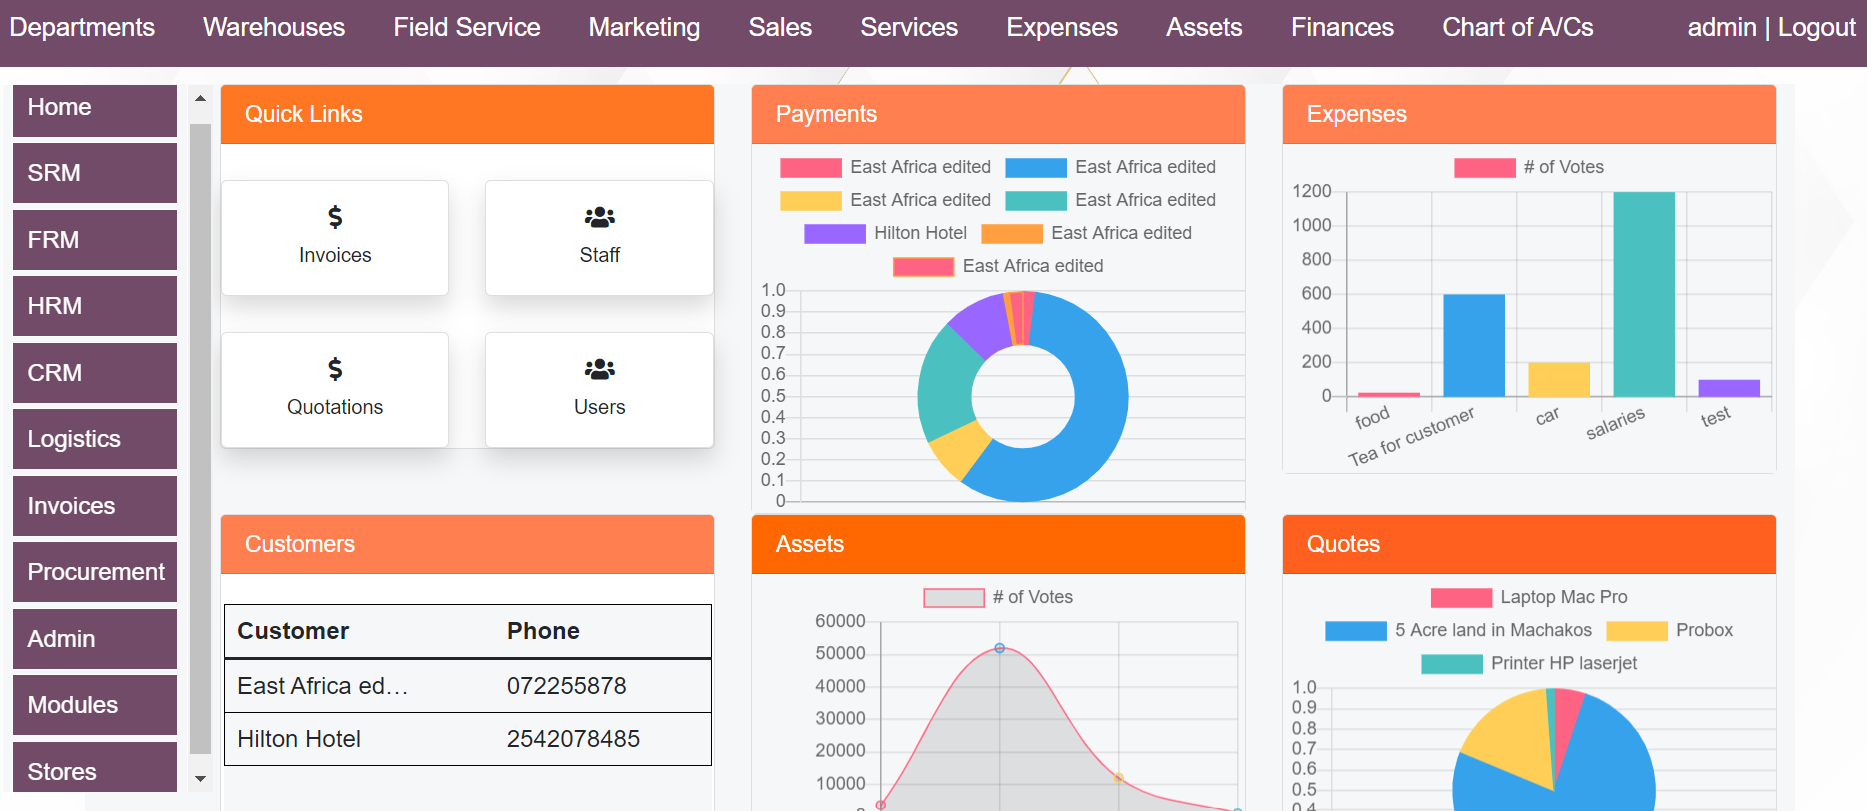 Departments Warehouses Field Service Marketing Sales Services Expenses Assets Finances Chart of A/Cs admin | Logout
Home
SRM
FRM
HRM
CRM
Logistics
Invoices
Procurement
Admin
Modules
Stores
Quick Links
Invoices
Staff
Quotations
Users
Payments
East Africa edited East Africa edited
East Africa edited East Africa edited
Hilton Hotel East Africa edited
East Africa edited
1.0
0.9
0.8
0.7
0.6
0.5
0.4
0.3
0.2
0.1
0
Expenses
# of Votes
1200
1000
800
600
400
200
0
food
Tea for customer
car
salaries
test
Customers
Customer Phone
East Africa ed... 072255878
Hilton Hotel 2542078485
Assets
# of Votes
60000
50000
40000
30000
20000
10000
Quotes
Laptop Mac Pro
5 Acre land in Machakos Probox
Printer HP laserjet
1.0
0.9
0.8
0.7
0.6
0.5
0.4